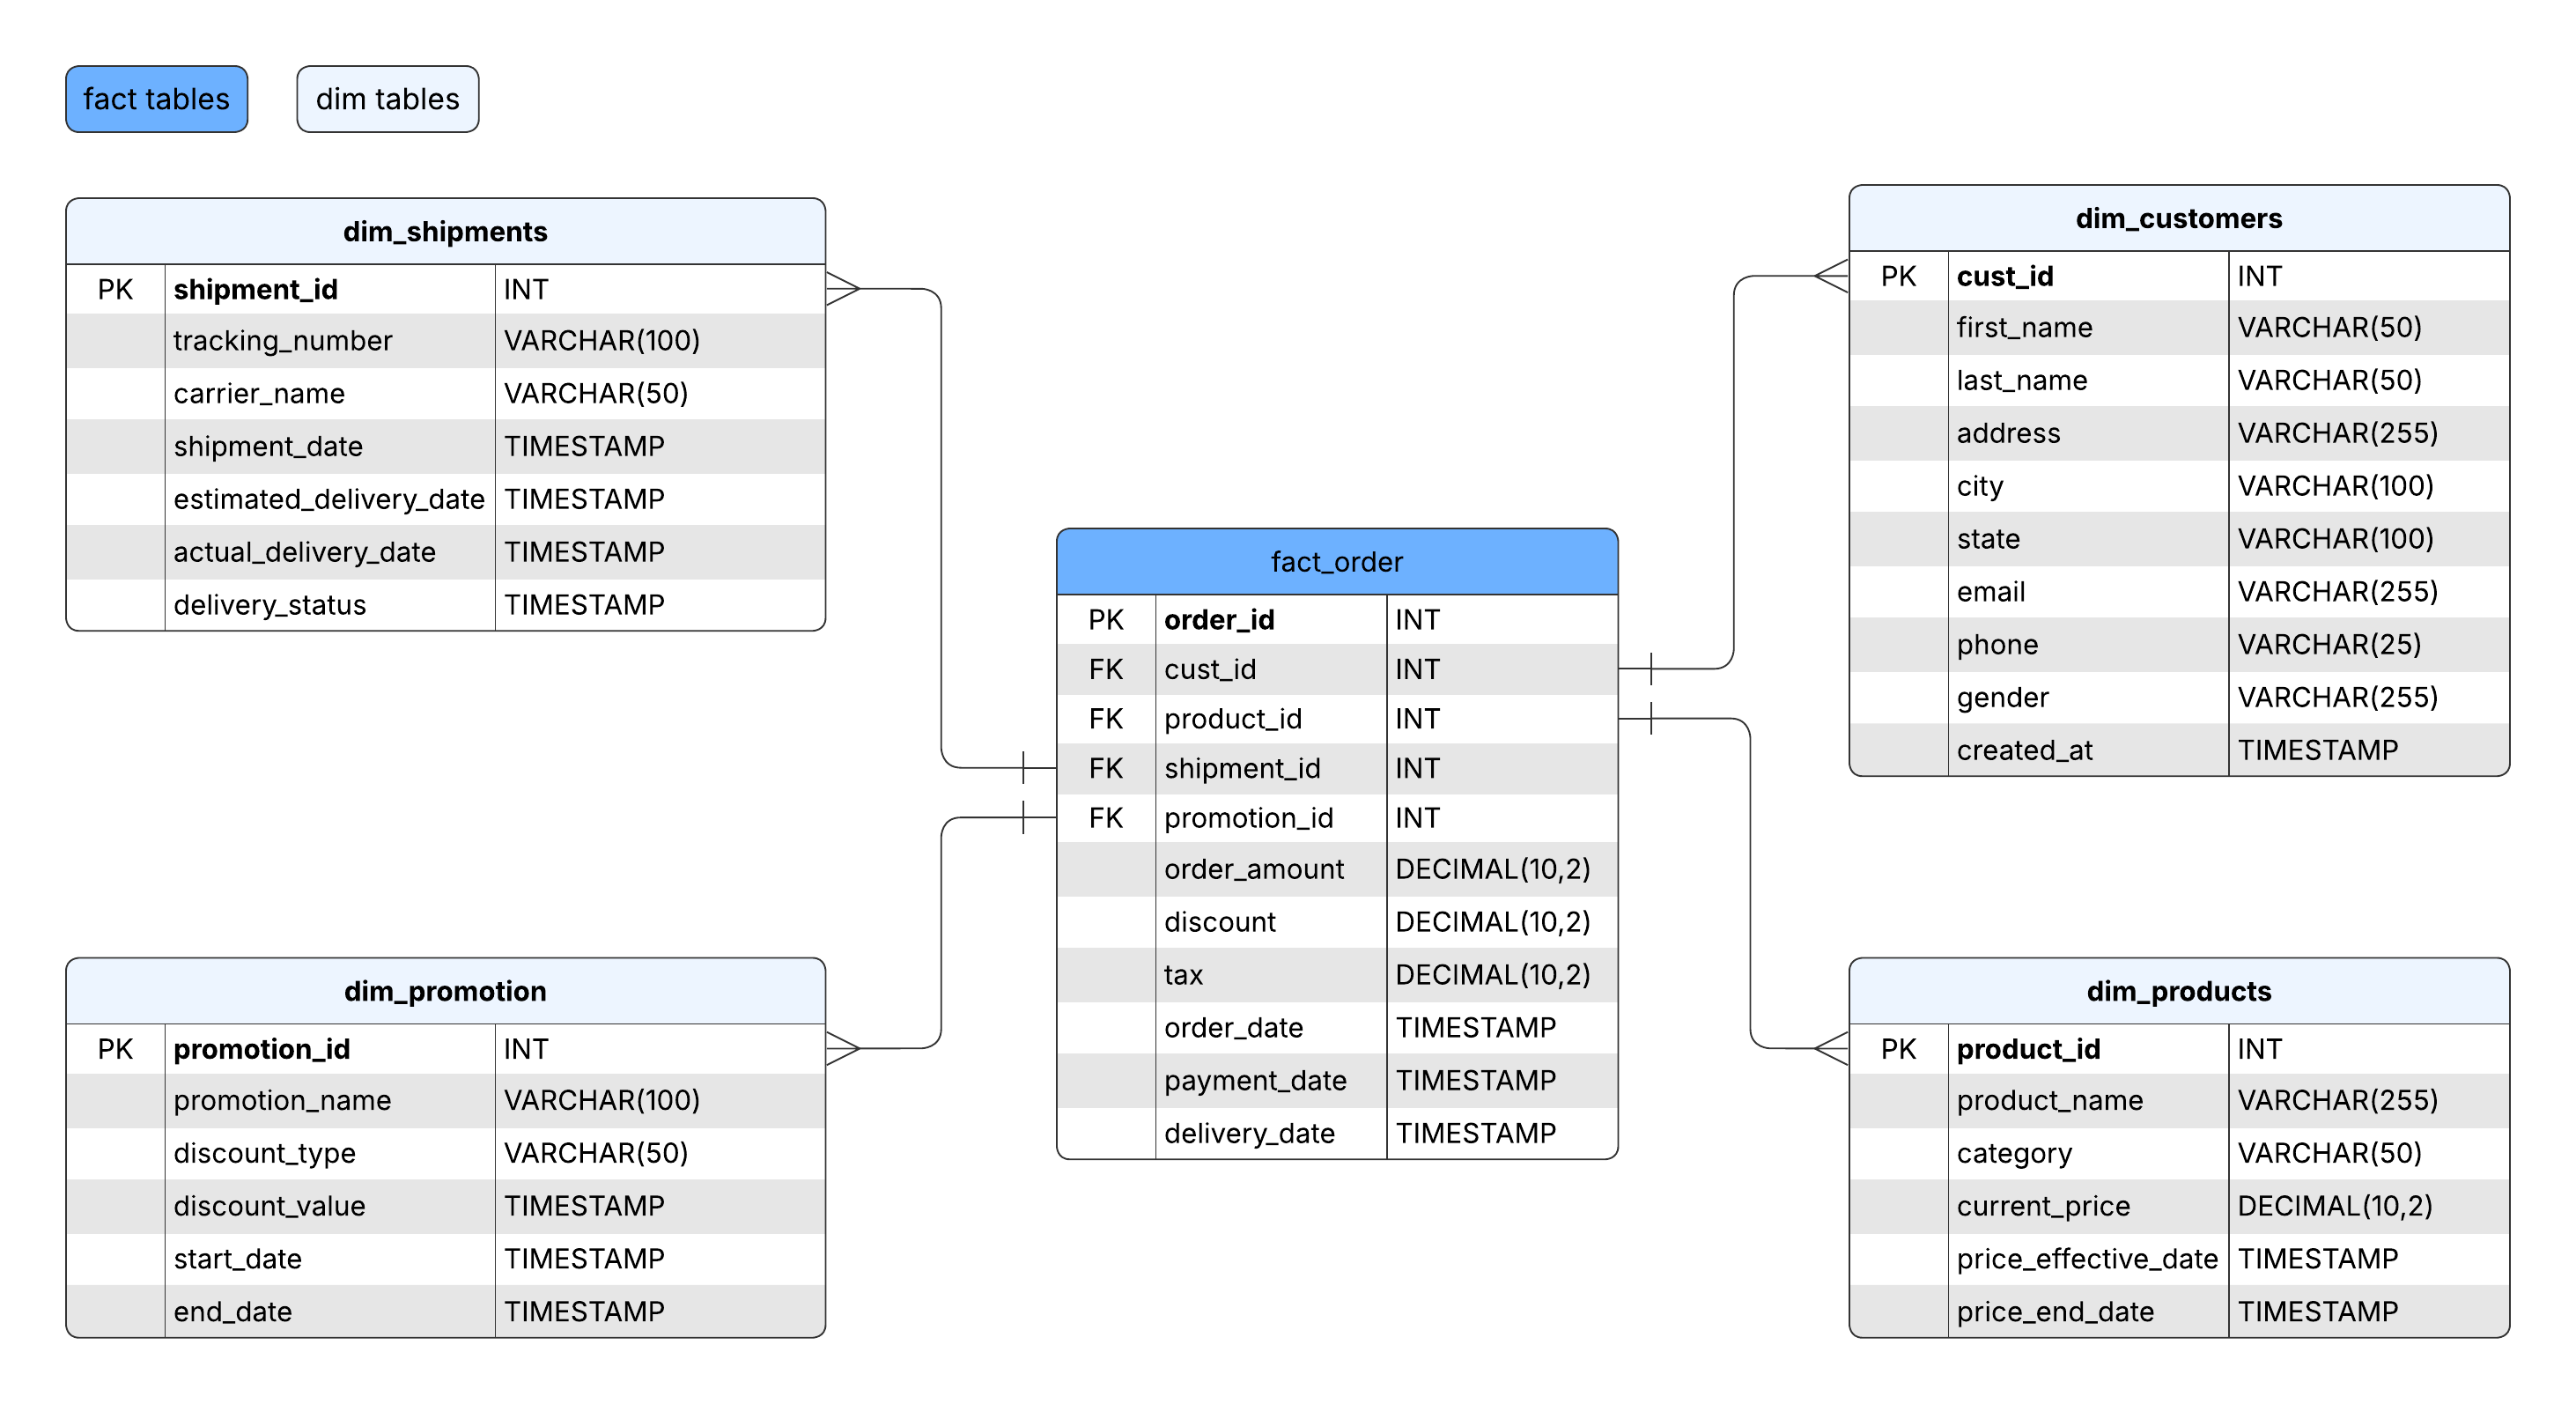 fact tables
dim tables
dim_shipments
PK shipment_id INT
tracking_number VARCHAR(100)
carrier_name VARCHAR(50)
shipment_date TIMESTAMP
estimated_delivery_date TIMESTAMP
actual_delivery_date TIMESTAMP
delivery_status TIMESTAMP
dim_customers
PK cust_id INT
first_name VARCHAR(50)
last_name VARCHAR(50)
address VARCHAR(255)
city VARCHAR(100)
state VARCHAR(100)
email VARCHAR(255)
phone VARCHAR(25)
gender VARCHAR(255)
created_at TIMESTAMP
fact_order
PK order_id INT
FK cust_id INT
FK product_id INT
FK shipment_id INT
FK promotion_id INT
order_amount DECIMAL(10,2)
discount DECIMAL(10,2)
tax DECIMAL(10,2)
order_date TIMESTAMP
payment_date TIMESTAMP
delivery_date TIMESTAMP
dim_promotion
PK promotion_id INT
promotion_name VARCHAR(100)
discount_type VARCHAR(50)
discount_value TIMESTAMP
start_date TIMESTAMP
end_date TIMESTAMP
dim_products
PK product_id INT
product_name VARCHAR(255)
category VARCHAR(50)
current_price DECIMAL(10,2)
price_effective_date TIMESTAMP
price_end_date TIMESTAMP